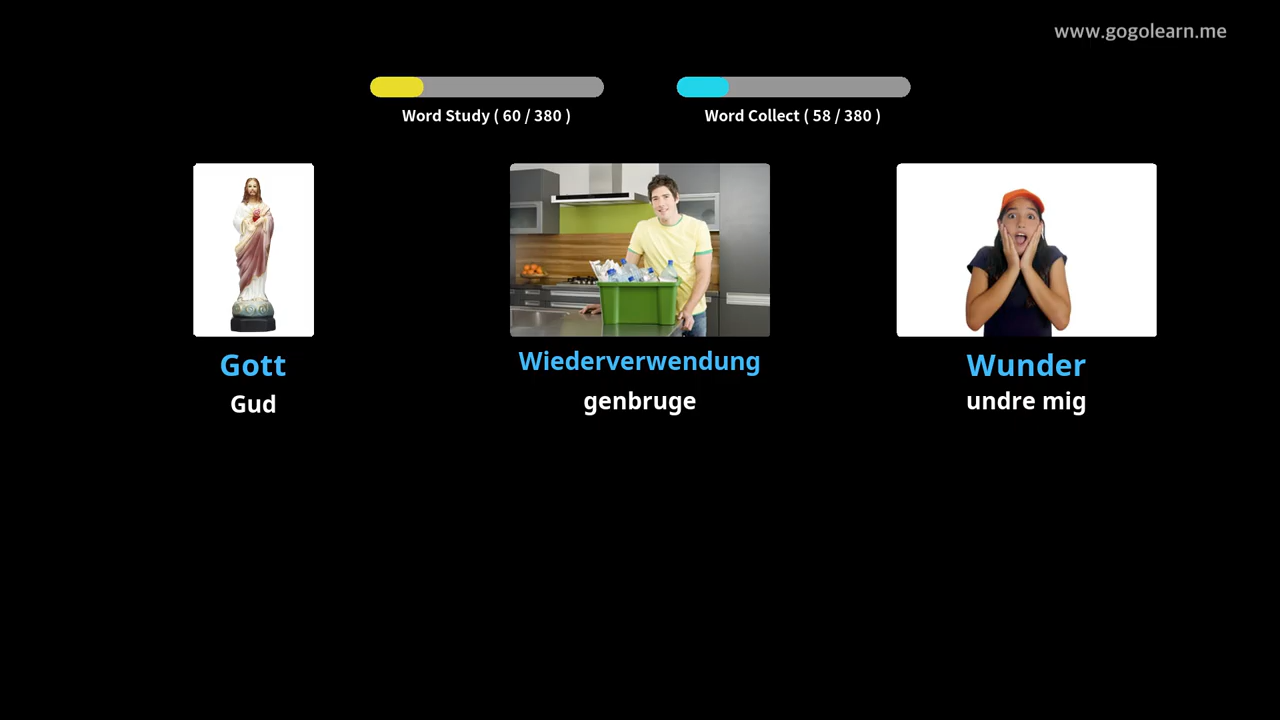 www.gogolearn.me
Word Study ( 60 / 380 )
Word Collect ( 58 / 380 )
Gott
Gud
Wiederverwendung
genbruge
Wunder
undre mig